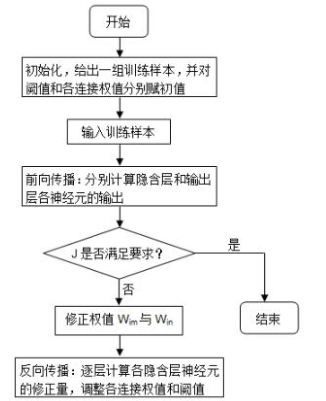 开始
初始化，给出一组训练样本，并对
阈值和各连接权值分别赋初值
输入训练样本
前向传播：分别计算隐含层和输出
层各神经元的输出
J 是否满足要求？
是
否
修正权值 Wim与 Win
结束
反向传播：逐层计算各隐含层神经元
的修正量，调整各连接权值和阈值